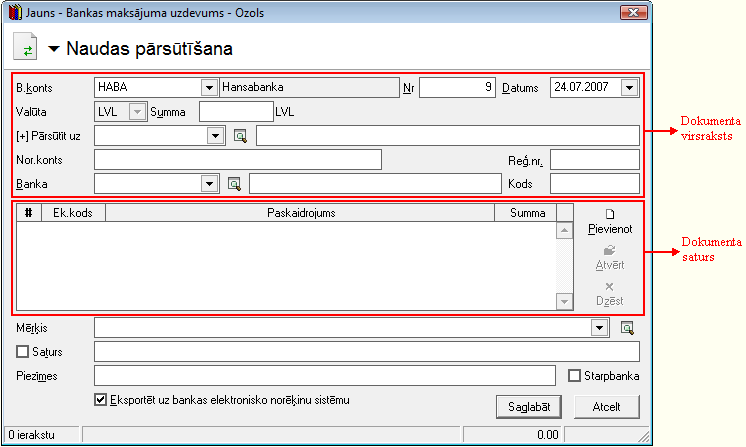 Jauns - Bankas maksājuma uzdevums - Ozols
Naudas pārsūtīšana
B.konts HABA Hansabanka Nr 9 Datums 24.07.2007
Valūta LVL Summa LVL
[+] Pārsūtīt uz
Nor.konts Reģ.nr.
Banka Kods
Dokumenta
virsraksts
# Ek.kods Paskaidrojums Summa
Pievienot
Atvērt
Dzēst
Dokumenta
saturs
Mērķis
Saturs
Piezīmes Starpbanka
Eksportēt uz bankas elektronisko norēķinu sistēmu
Saglabāt Atcelt
0 ierakstu 0.00